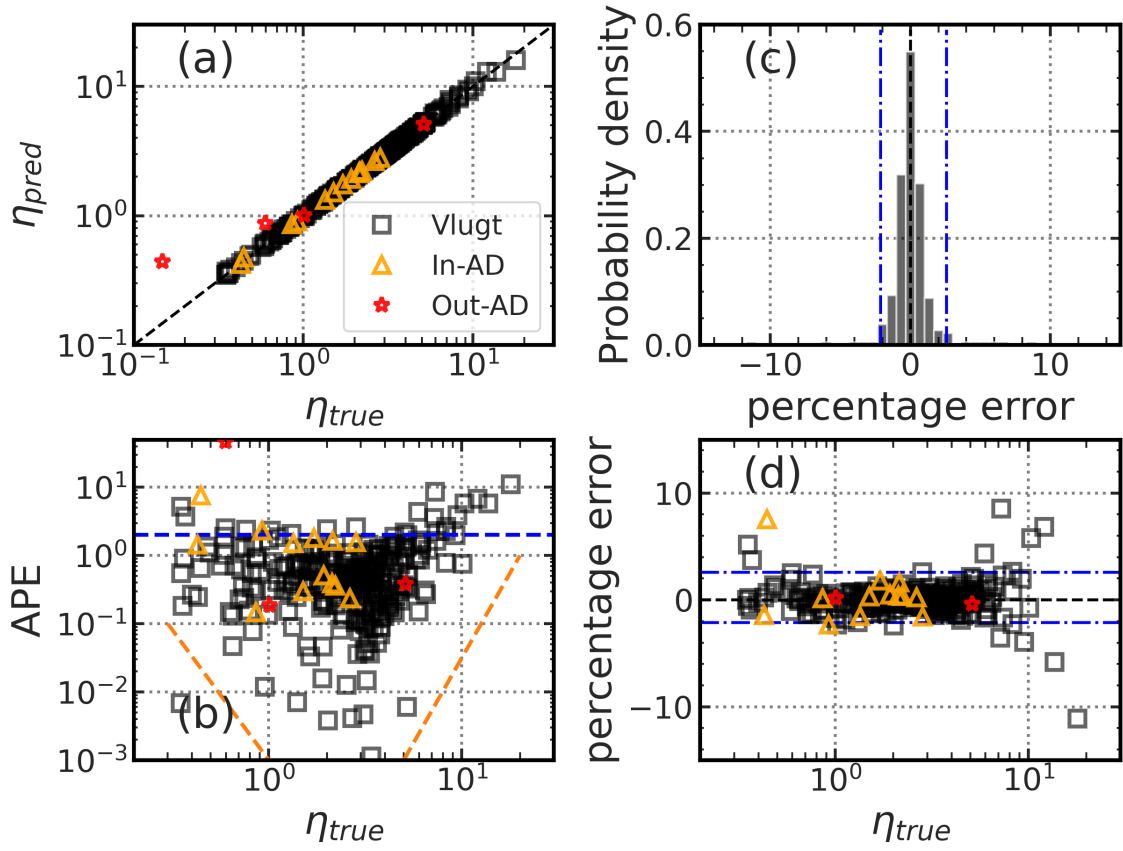 (a)
10¹
10⁰
10⁻¹
η_pred
10⁻¹
10⁰
10¹
η_true
Vlugt
In-AD
Out-AD
(c)
0.6
0.4
0.2
0.0
Probability density
−10
0
10
percentage error
(b)
10¹
10⁰
10⁻¹
10⁻²
10⁻³
APE
10⁰
10¹
η_true
(d)
10
0
−10
percentage error
10⁰
10¹
η_true